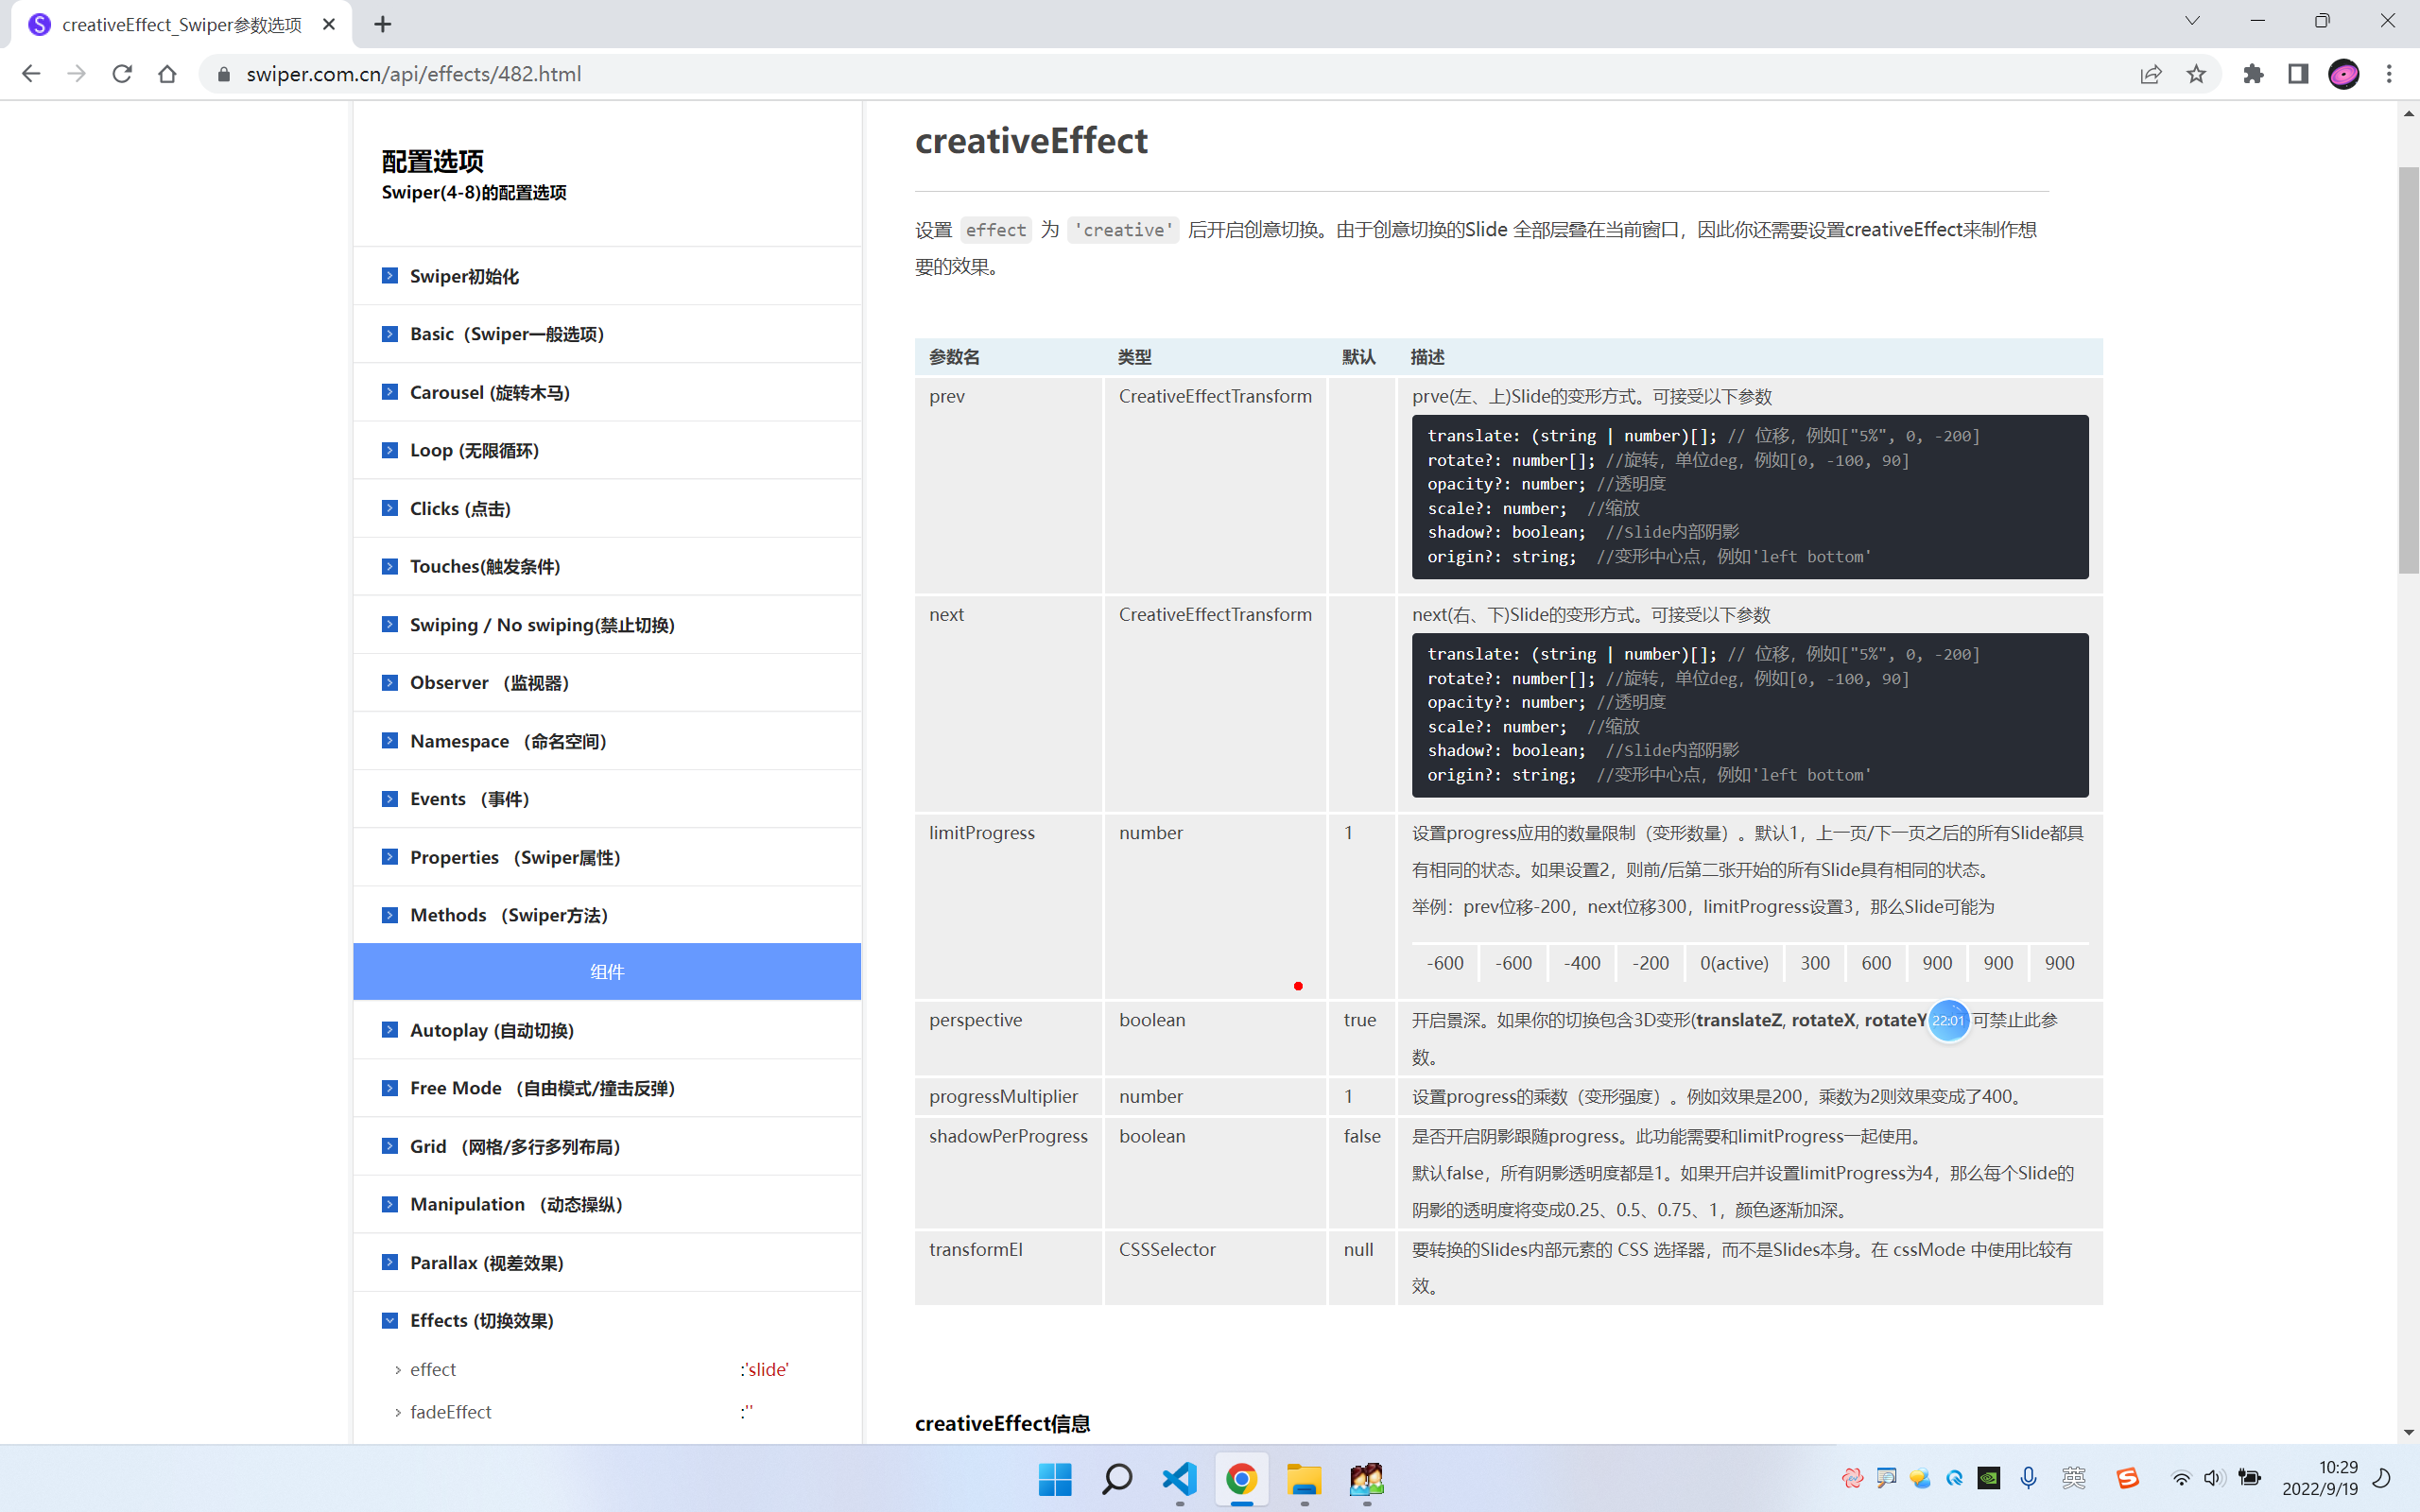 creativeEffect_Swiper参数选项
swiper.com.cn/api/effects/482.html
配置选项
Swiper(4-8)的配置选项
Swiper初始化
Basic（Swiper一般选项）
Carousel (旋转木马)
Loop (无限循环)
Clicks (点击)
Touches(触发条件)
Swiping / No swiping(禁止切换)
Observer （监视器）
Namespace （命名空间）
Events （事件）
Properties （Swiper属性）
Methods （Swiper方法）
组件
Autoplay (自动切换)
Free Mode （自由模式/撞击反弹）
Grid （网格/多行多列布局）
Manipulation （动态操纵）
Parallax (视差效果)
Effects (切换效果)
effect :'slide'
fadeEffect :''
creativeEffect
设置 effect 为 'creative' 后开启创意切换。由于创意切换的Slide 全部层叠在当前窗口，因此你还需要设置creativeEffect来制作想
要的效果。
参数名 类型 默认 描述
prev CreativeEffectTransform prve(左、上)Slide的变形方式。可接受以下参数
translate: (string | number)[]; // 位移，例如["5%", 0, -200]
rotate?: number[]; //旋转，单位deg，例如[0, -100, 90]
opacity?: number; //透明度
scale?: number;  //缩放
shadow?: boolean;  //Slide内部阴影
origin?: string;  //变形中心点，例如'left bottom'
next CreativeEffectTransform next(右、下)Slide的变形方式。可接受以下参数
translate: (string | number)[]; // 位移，例如["5%", 0, -200]
rotate?: number[]; //旋转，单位deg，例如[0, -100, 90]
opacity?: number; //透明度
scale?: number;  //缩放
shadow?: boolean;  //Slide内部阴影
origin?: string;  //变形中心点，例如'left bottom'
limitProgress number 1 设置progress应用的数量限制（变形数量）。默认1，上一页/下一页之后的所有Slide都具
有相同的状态。如果设置2，则前/后第二张开始的所有Slide具有相同的状态。
举例：prev位移-200，next位移300，limitProgress设置3，那么Slide可能为
-600 -600 -400 -200 0(active) 300 600 900 900 900
perspective boolean true 开启景深。如果你的切换包含3D变形(translateZ, rotateX, rotateY 22:01 可禁止此参
数。
progressMultiplier number 1 设置progress的乘数（变形强度）。例如效果是200，乘数为2则效果变成了400。
shadowPerProgress boolean false 是否开启阴影跟随progress。此功能需要和limitProgress一起使用。
默认false，所有阴影透明度都是1。如果开启并设置limitProgress为4，那么每个Slide的
阴影的透明度将变成0.25、0.5、0.75、1，颜色逐渐加深。
transformEl CSSSelector null 要转换的Slides内部元素的 CSS 选择器，而不是Slides本身。在 cssMode 中使用比较有
效。
creativeEffect信息
英
10:29
2022/9/19